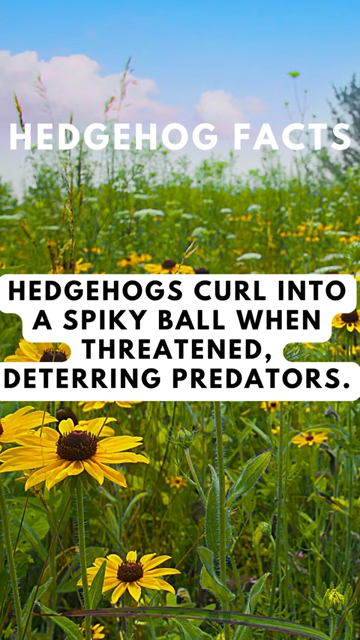 HEDGEHOG FACTS
HEDGEHOGS CURL INTO
A SPIKY BALL WHEN
THREATENED,
DETERRING PREDATORS.